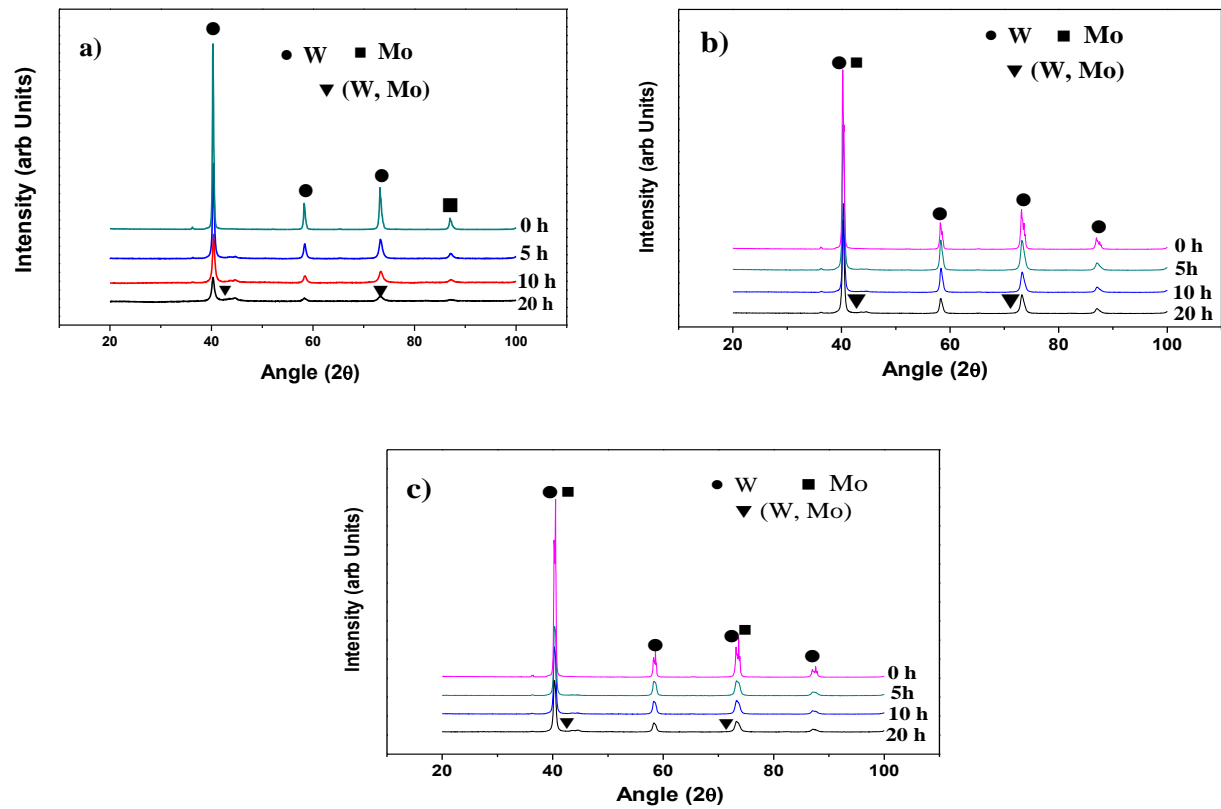 a)
W Mo
(W, Mo)
0 h
5 h
10 h
20 h
20 40 60 80 100
Angle (2θ)
Intensity (arb Units)
b)
W Mo
(W, Mo)
0 h
5h
10 h
20 h
20 40 60 80 100
Angle (2θ)
Intensity (arb Units)
c)
W Mo
(W, Mo)
0 h
5h
10 h
20 h
20 40 60 80 100
Angle (2θ)
Intensity (arb Units)